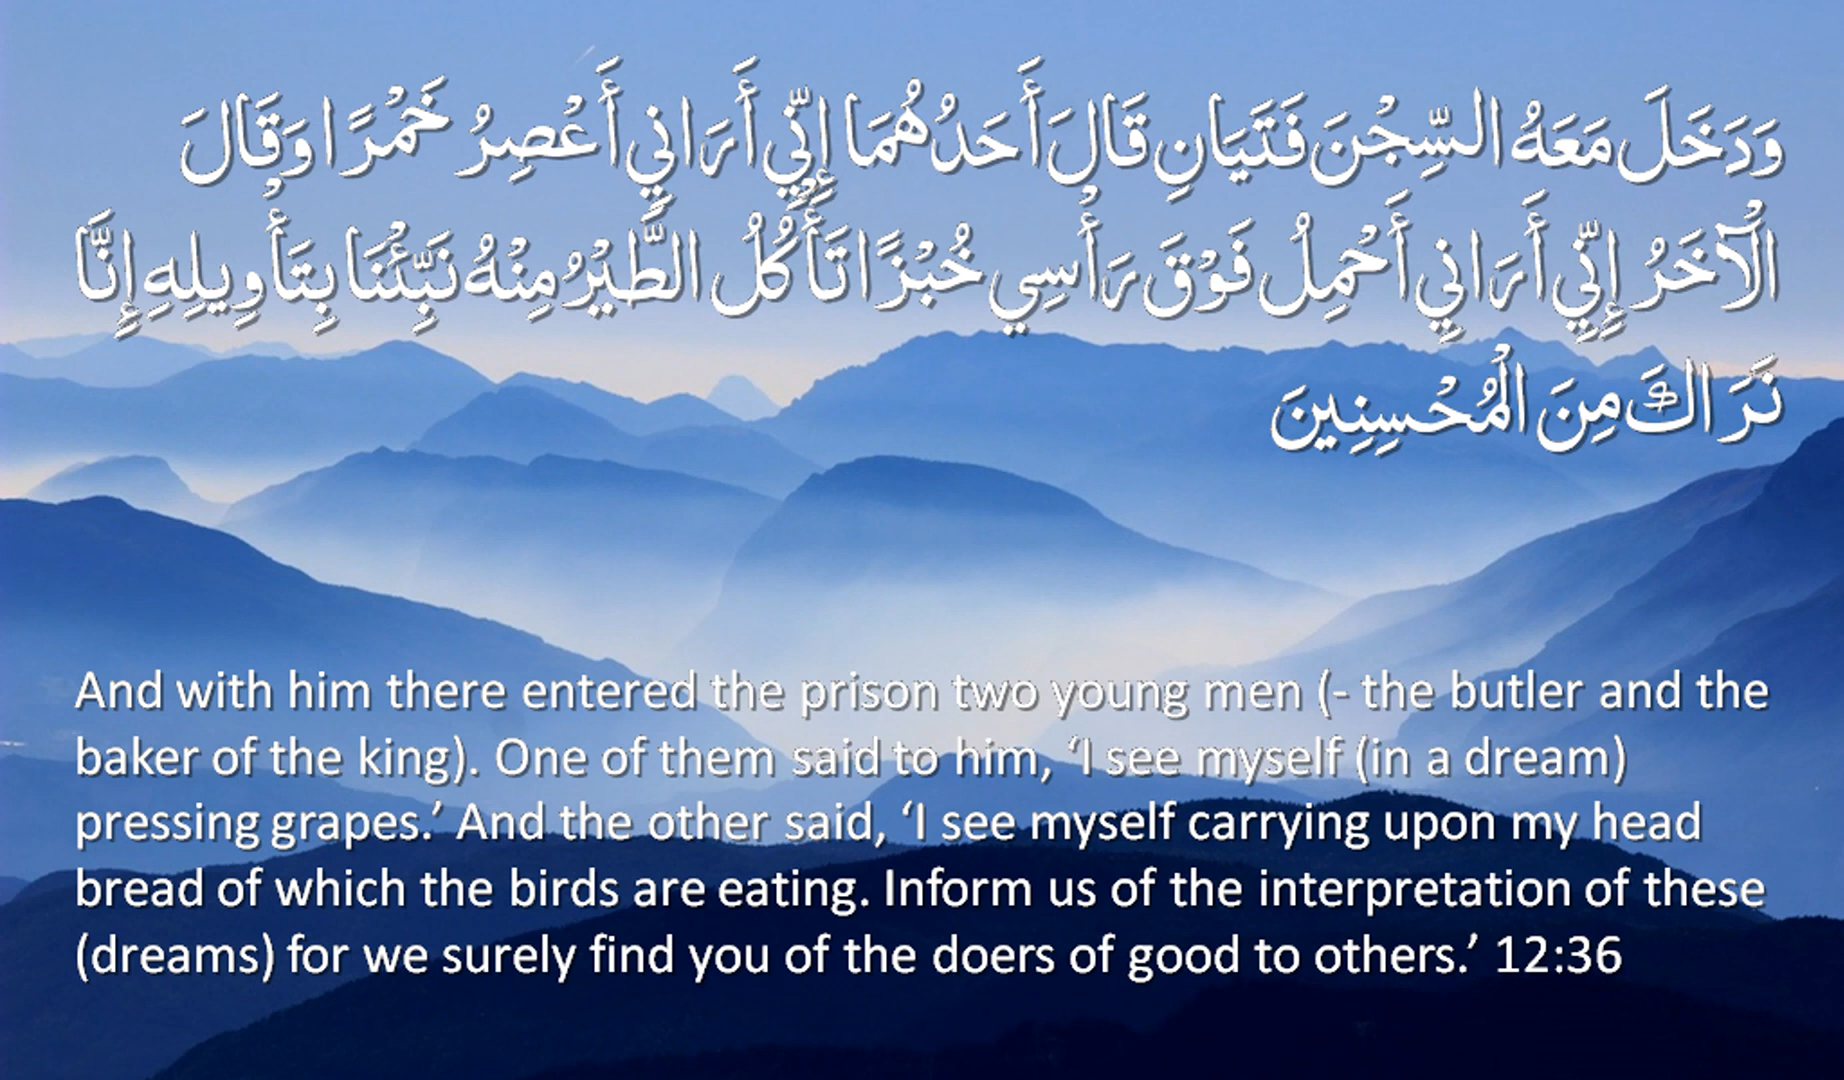 وَدَخَلَ مَعَهُ السِّجْنَ فَتَيَانِ قَالَ أَحَدُهُمَا إِنِّي أَرَانِي أَعْصِرُ خَمْرًا وَقَالَ
الْآخَرُ إِنِّي أَرَانِي أَحْمِلُ فَوْقَ رَأْسِي خُبْزًا تَأْكُلُ الطَّيْرُ مِنْهُ نَبِّئْنَا بِتَأْوِيلِهِ إِنَّا
نَرَاكَ مِنَ الْمُحْسِنِينَ
And with him there entered the prison two young men (- the butler and the
baker of the king). One of them said to him, ‘I see myself (in a dream)
pressing grapes.’ And the other said, ‘I see myself carrying upon my head
bread of which the birds are eating. Inform us of the interpretation of these
(dreams) for we surely find you of the doers of good to others.’ 12:36